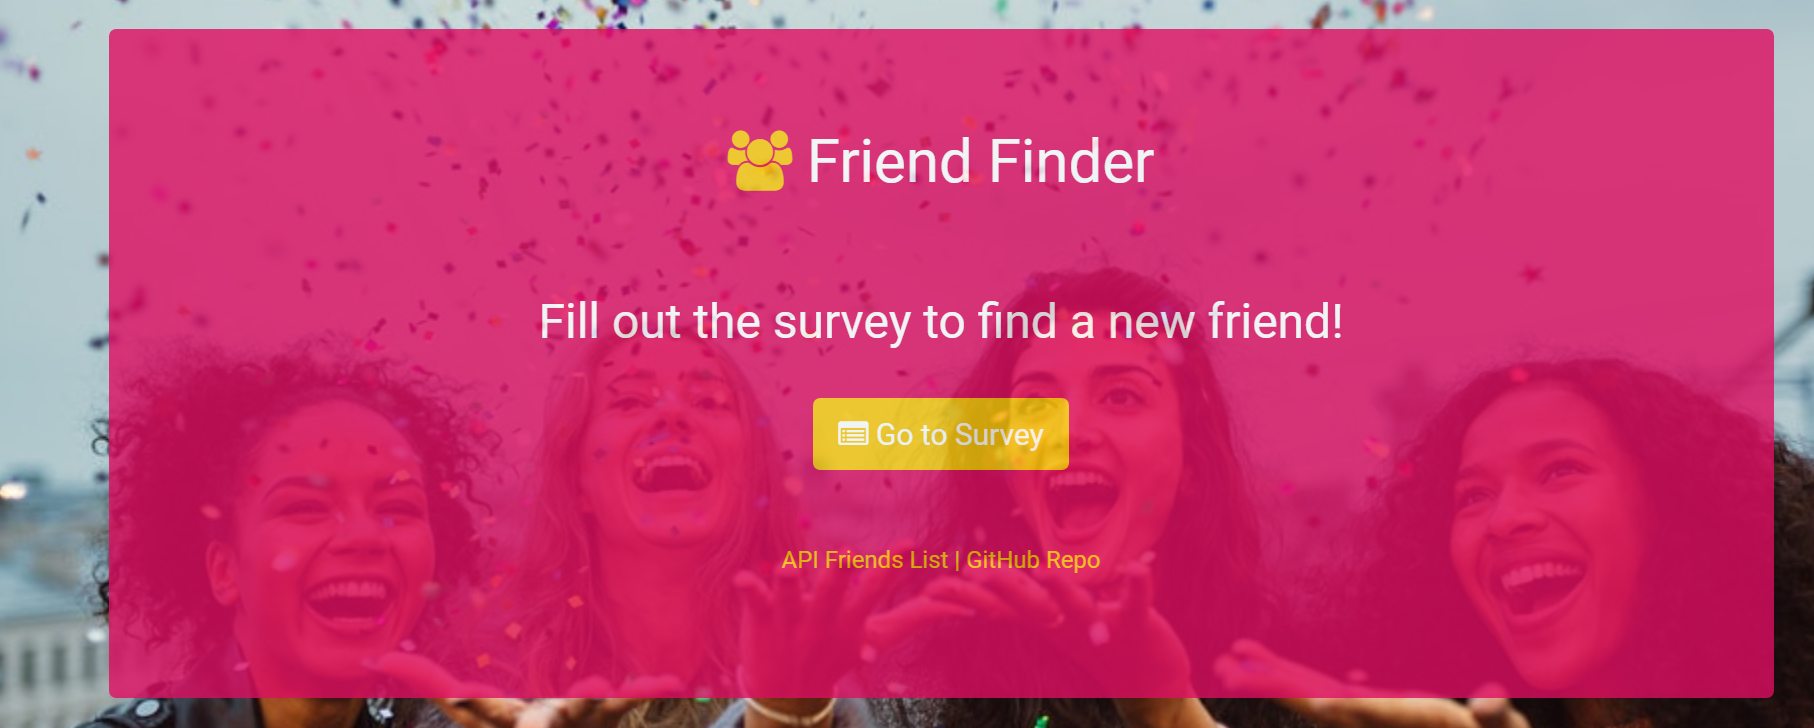 Friend Finder
Fill out the survey to find a new friend!
Go to Survey
API Friends List | GitHub Repo